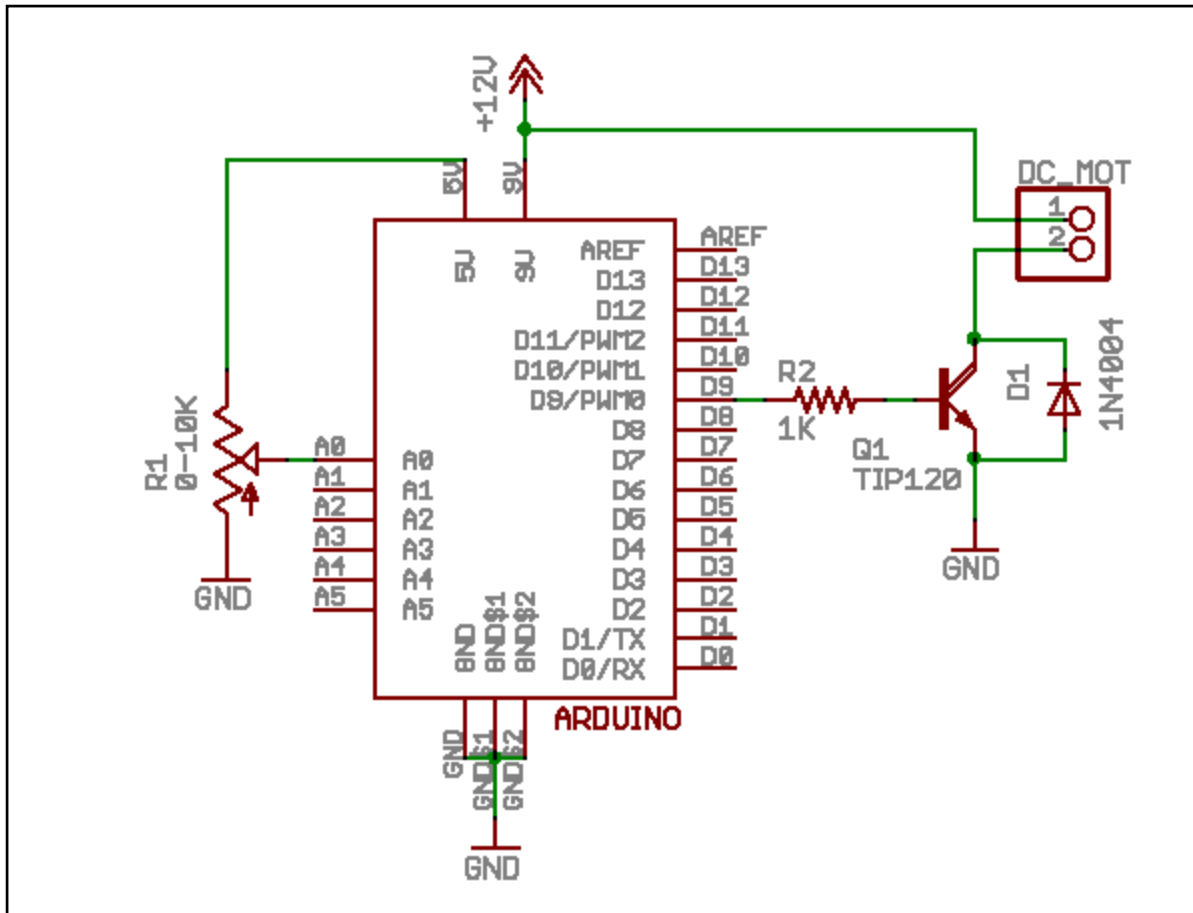 +12V
5V
9V
DC_MOT
1
2
5V
9V
AREF
AREF
D13
D13
D12
D12
D11/PWM2
D11
D10/PWM1
D10
D9/PWM0
D9
R2
1K
D1
1N4004
D8
D8
D7
D7
Q1
TIP120
R1
0-10K
A0
A0
A1
A1
D6
D6
A2
A2
D5
D5
A3
A3
D4
D4
A4
A4
D3
D3
A5
A5
D2
D2
GND
GND
GND
GND$1
GND$2
D1/TX
D1
D0/RX
D0
ARDUINO
GND
GND$1
GND$2
GND